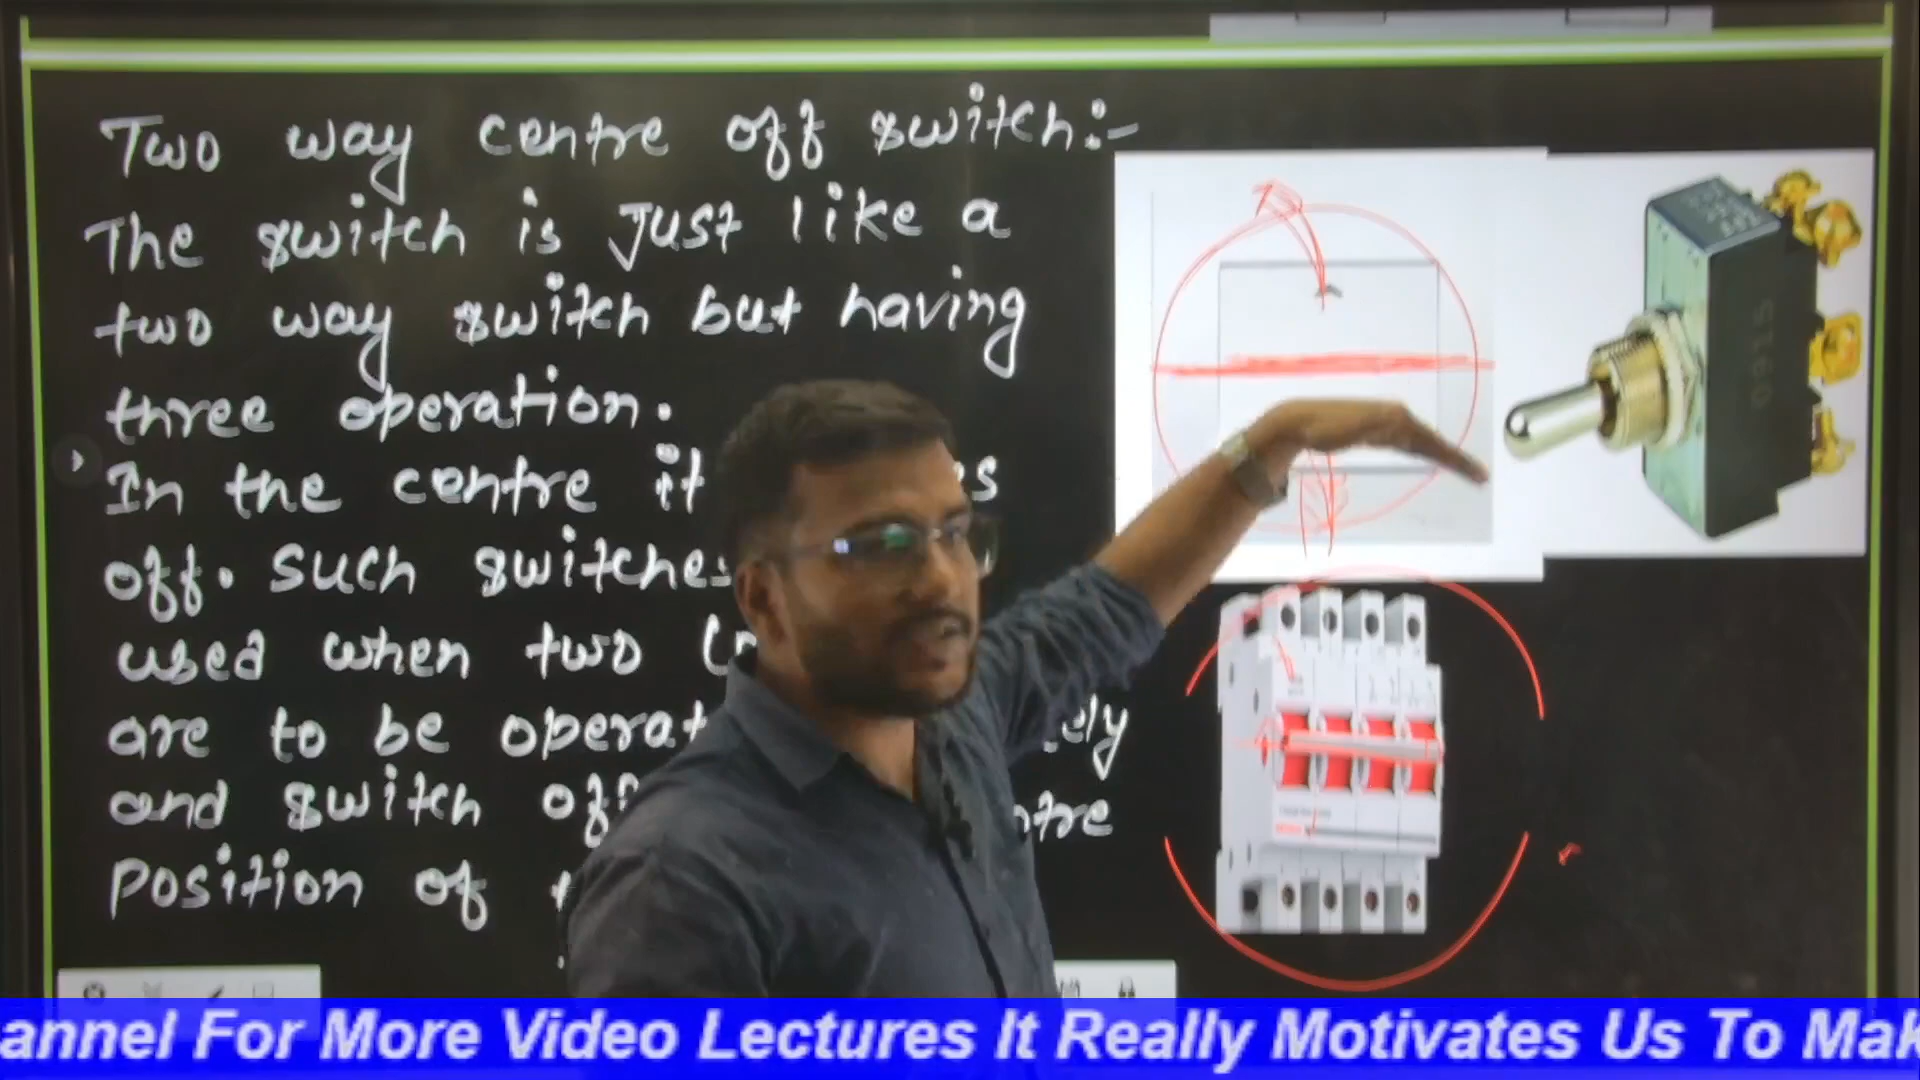 Two way centre off switch:-
The switch is just like a
two way switch but having
three operation.
In the centre it
off. such switches
used when two
are to be
and switch
position of
0915
annel For More Video Lectures It Really Motivates Us To Mak